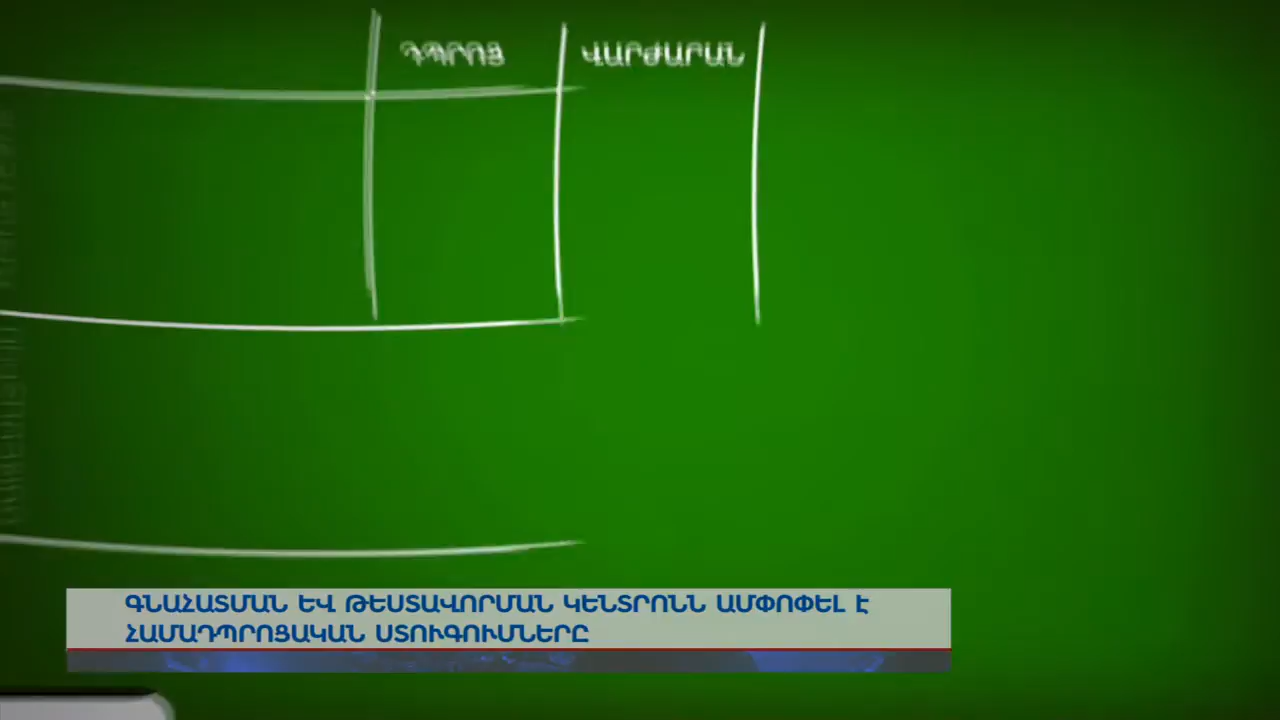 ԴՊՐՈՑ ՎԱՐԺԱՐԱՆ
ԳՆԱՀԱՏՄԱՆ ԵՎ ԹԵՍՏԱՎՈՐՄԱՆ ԿԵՆՏՐՈՆՆ ԱՄՓՈՓԵԼ Է
ՀԱՄԱԴՊՐՈՑԱԿԱՆ ՍՏՈՒԳՈՒՄՆԵՐԸ